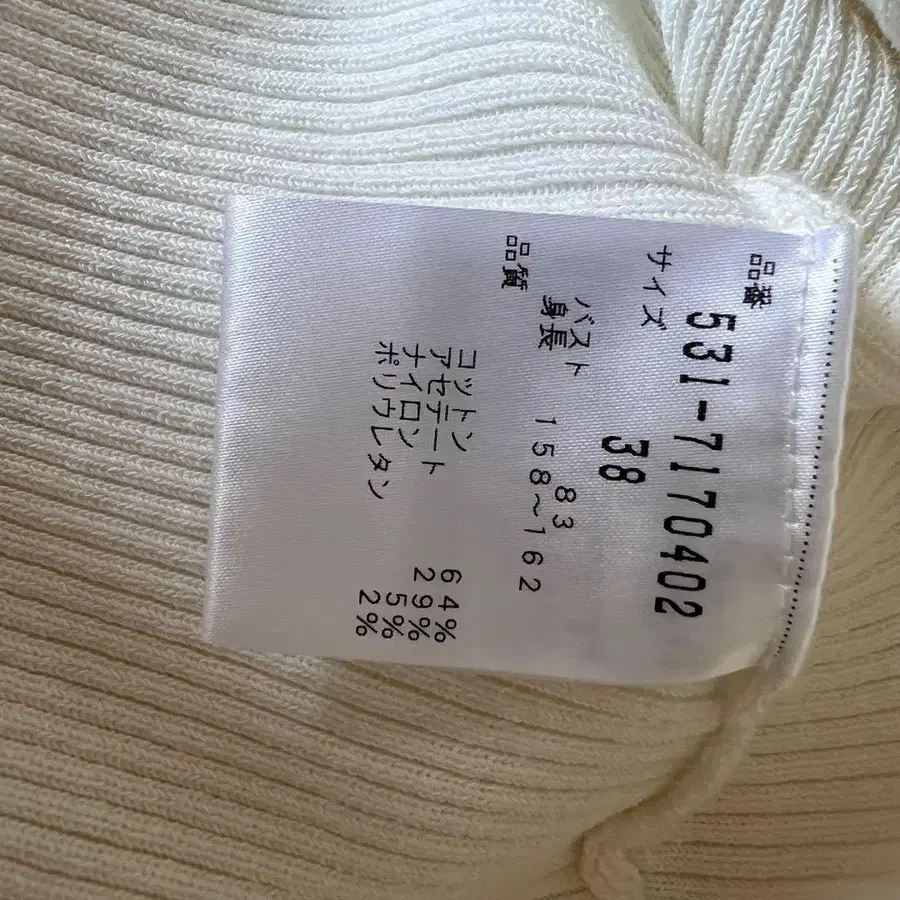 品番
531-7170402
サイズ 38
バスト 83
身長 158~162
品質
コットン 64%
アセテート 29%
ナイロン 5%
ポリウレタン 2%